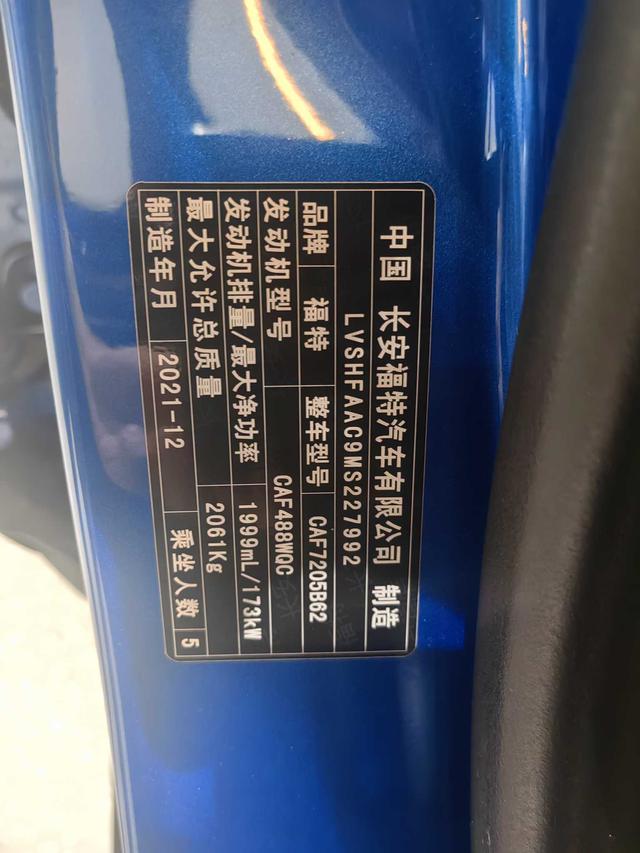 中国 长安福特汽车有限公司 制造
LVSHFAAC9MS227992
品牌 福特 整车型号 CAF7205B62
发动机型号 CAF488WQC
发动机排量/最大净功率 1999mL/173kW
最大允许总质量 2061Kg
制造年月 2021-12 乘坐人数 5